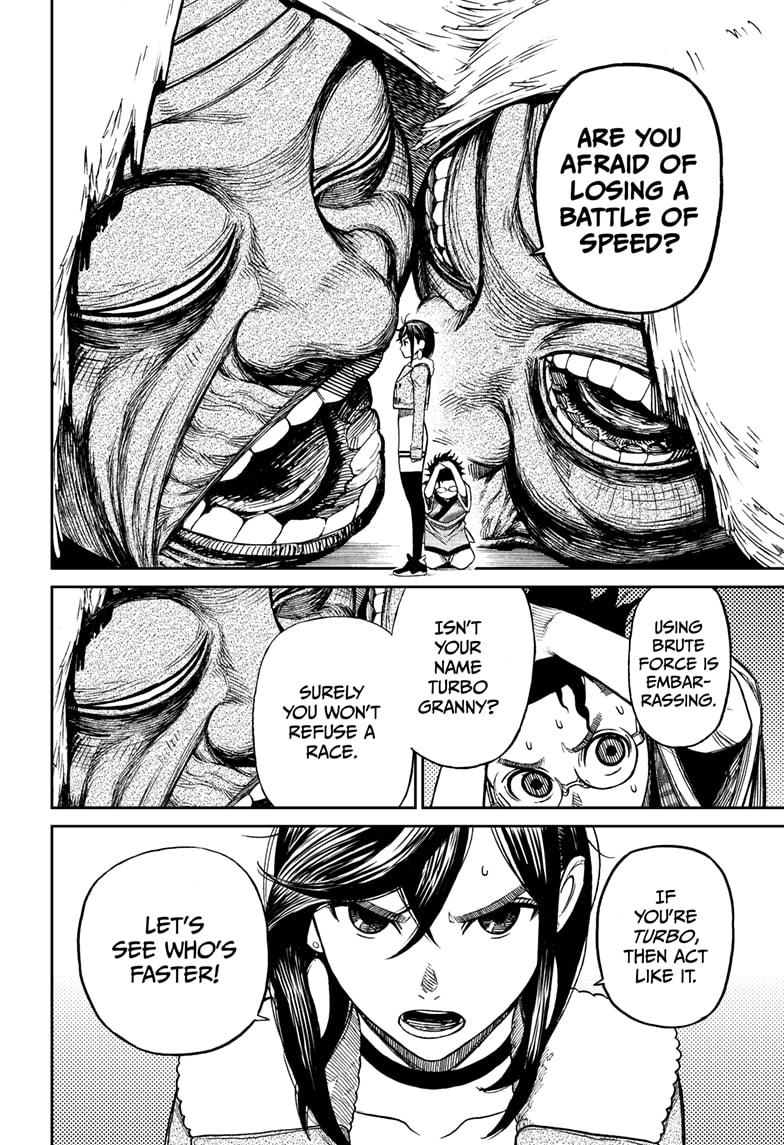 ARE YOU
AFRAID OF
LOSING A
BATTLE OF
SPEED?
USING
BRUTE
FORCE IS
EMBAR-
RASSING.
ISN'T
YOUR
NAME
TURBO
GRANNY?
SURELY
YOU WON'T
REFUSE A
RACE.
IF
YOU'RE
TURBO,
THEN ACT
LIKE IT.
LET'S
SEE WHO'S
FASTER!